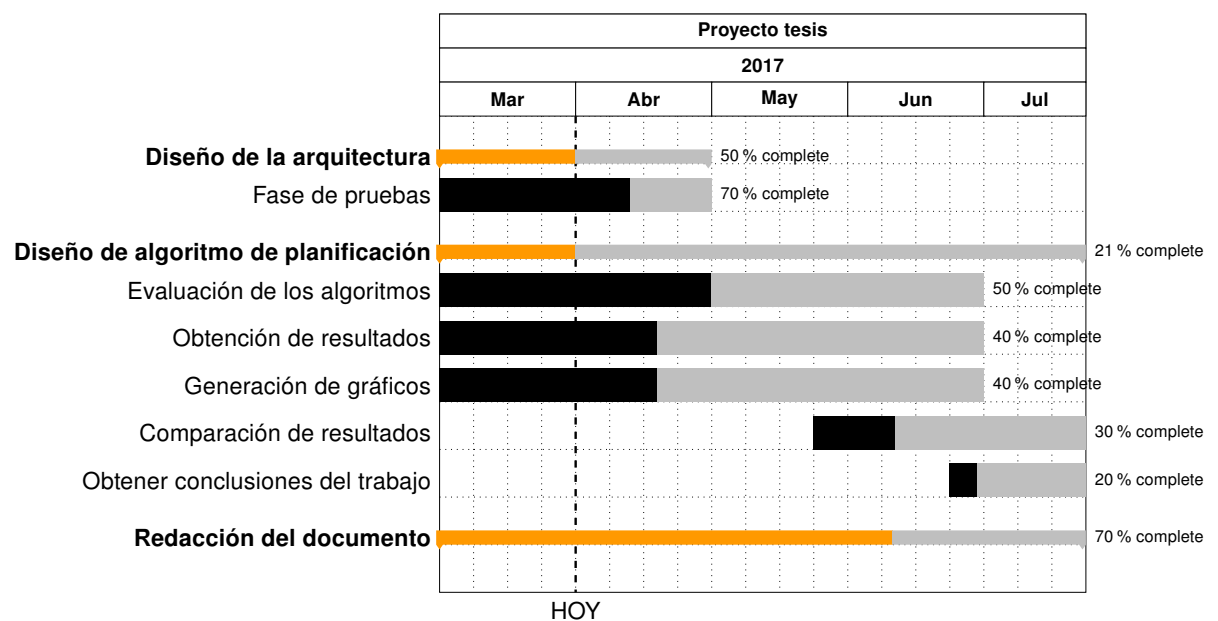 Proyecto tesis
2017
Mar Abr May Jun Jul
Diseño de la arquitectura 50 % complete
Fase de pruebas 70 % complete
Diseño de algoritmo de planificación 21 % complete
Evaluación de los algoritmos 50 % complete
Obtención de resultados 40 % complete
Generación de gráficos 40 % complete
Comparación de resultados 30 % complete
Obtener conclusiones del trabajo 20 % complete
Redacción del documento 70 % complete
HOY